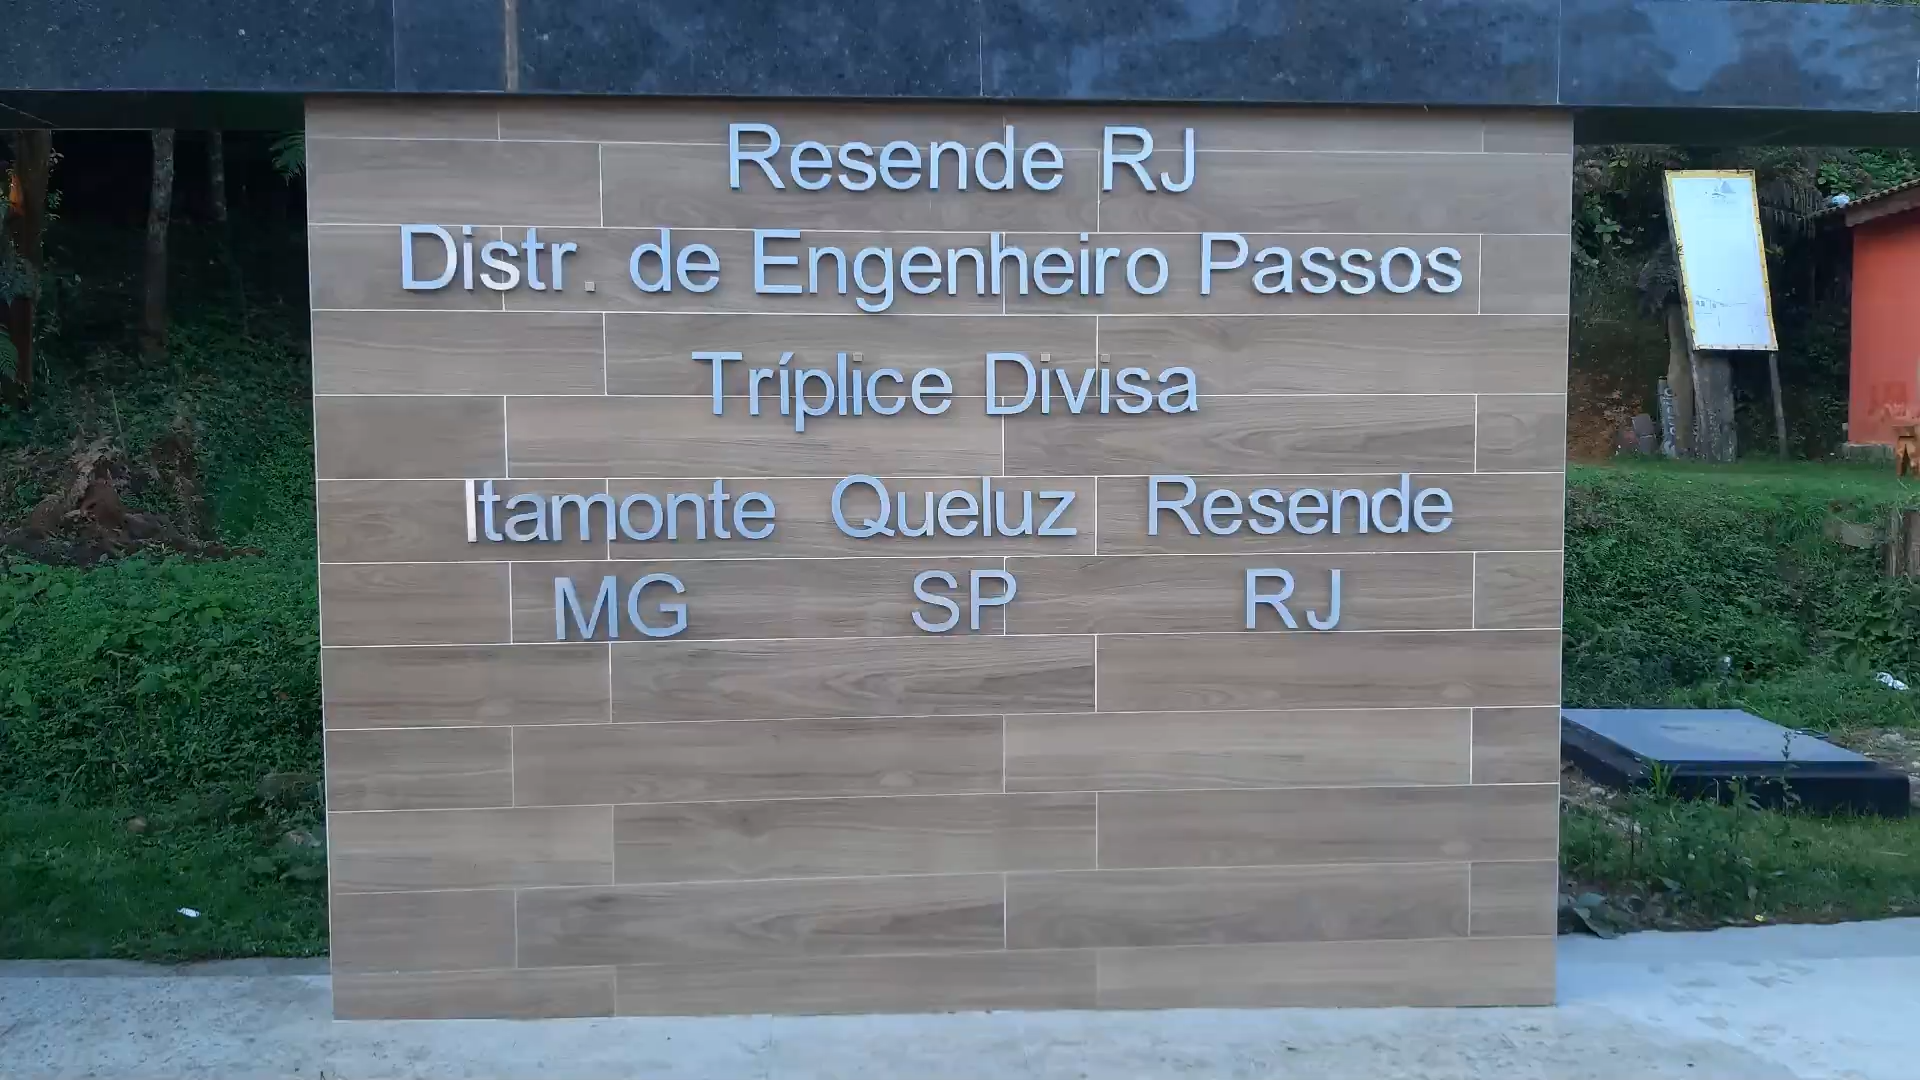 Resende RJ
Distr. de Engenheiro Passos
Tríplice Divisa
Itamonte Queluz Resende
MG SP RJ